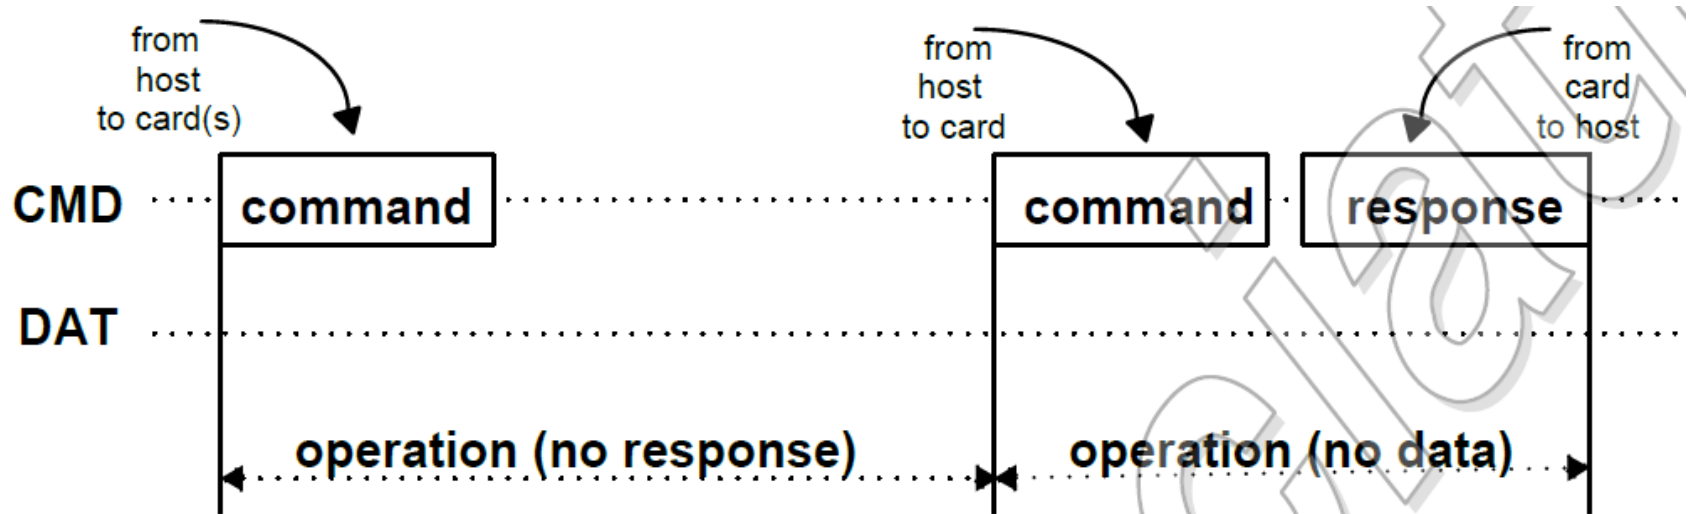 from
host
to card(s)
from
host
to card
from
card
to host
CMD
command
command
response
DAT
operation (no response)
operation (no data)